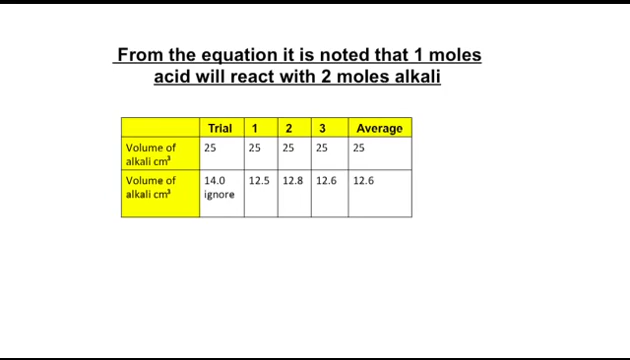 From the equation it is noted that 1 moles
acid will react with 2 moles alkali
Trial 1 2 3 Average
Volume of
alkali cm³
25 25 25 25 25
Volume of
alkali cm³
14.0
ignore
12.5 12.8 12.6 12.6